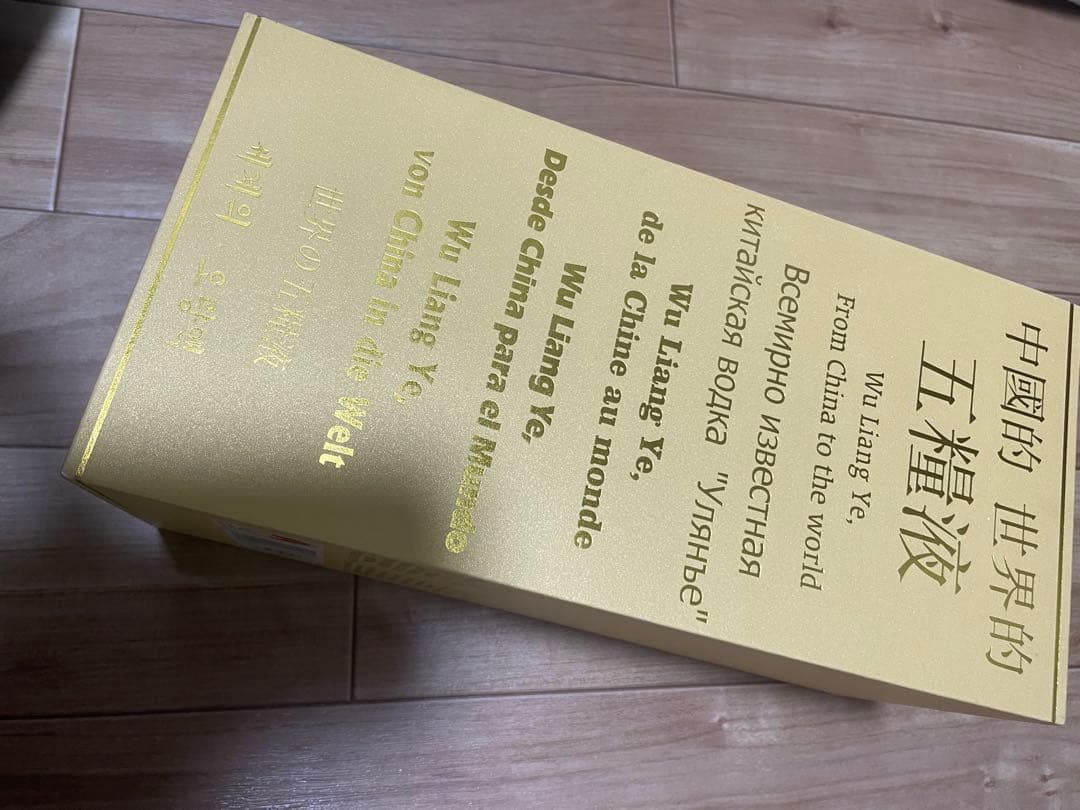 中國的 世界的
五糧液
Wu Liang Ye,
From China to the world
Всемирно известная
китайская водка "Улянье"
Wu Liang Ye,
de la Chine au monde
Wu Liang Ye,
Desde China para el Mundo
Wu Liang Ye,
von China in die Welt
世界の五糧液
세계의 오량액